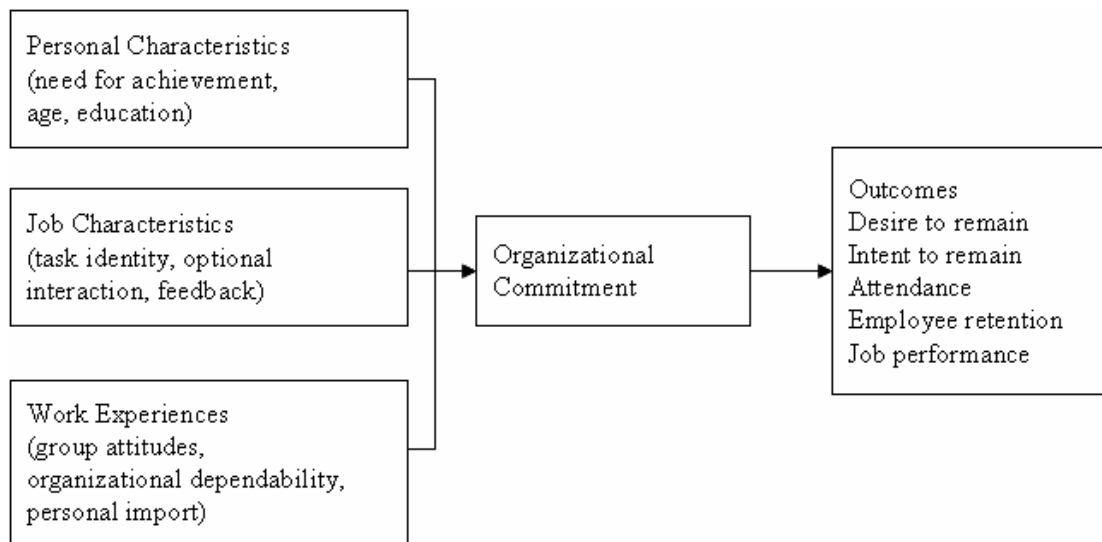 Personal Characteristics
(need for achievement,
age, education)
Job Characteristics
(task identity, optional
interaction, feedback)
Work Experiences
(group attitudes,
organizational dependability,
personal import)
Organizational
Commitment
Outcomes
Desire to remain
Intent to remain
Attendance
Employee retention
Job performance